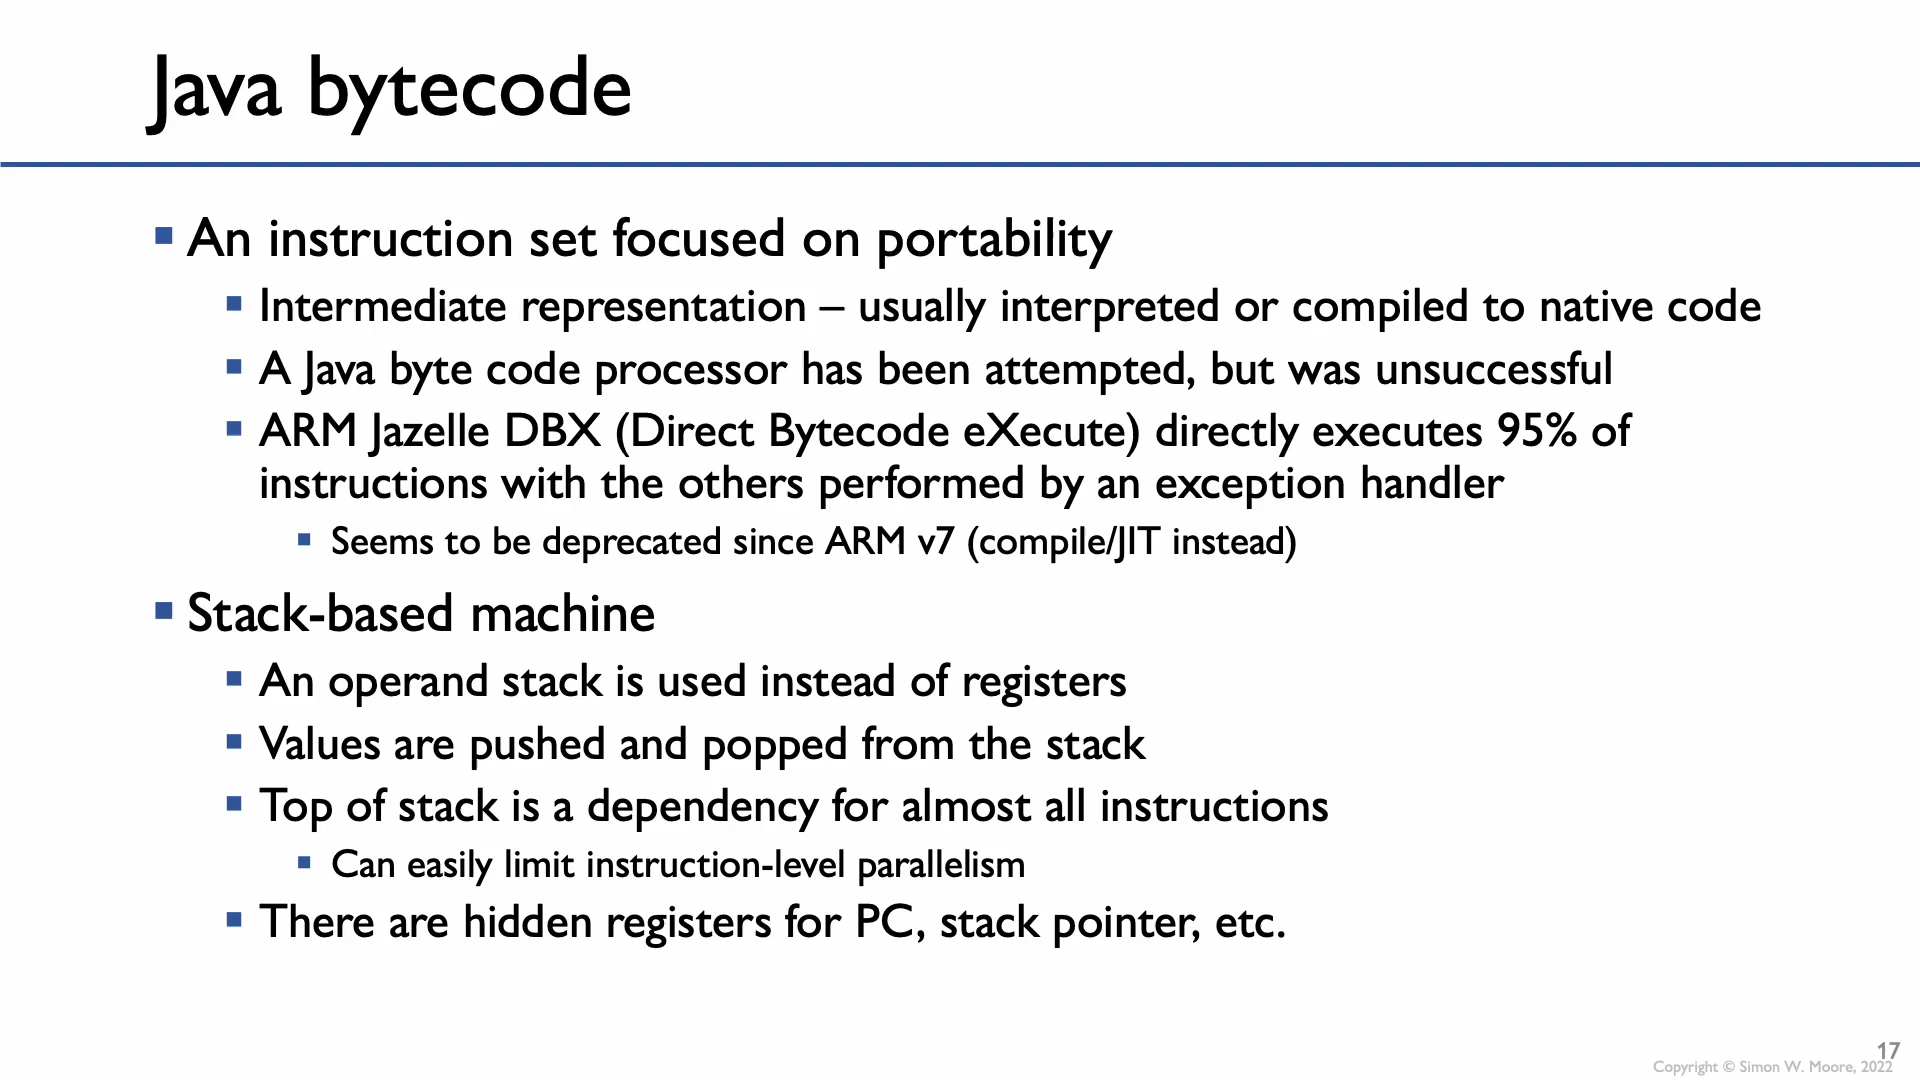 Java bytecode
An instruction set focused on portability
Intermediate representation – usually interpreted or compiled to native code
A Java byte code processor has been attempted, but was unsuccessful
ARM Jazelle DBX (Direct Bytecode eXecute) directly executes 95% of
instructions with the others performed by an exception handler
Seems to be deprecated since ARM v7 (compile/JIT instead)
Stack-based machine
An operand stack is used instead of registers
Values are pushed and popped from the stack
Top of stack is a dependency for almost all instructions
Can easily limit instruction-level parallelism
There are hidden registers for PC, stack pointer, etc.
17
Copyright © Simon W. Moore, 2022